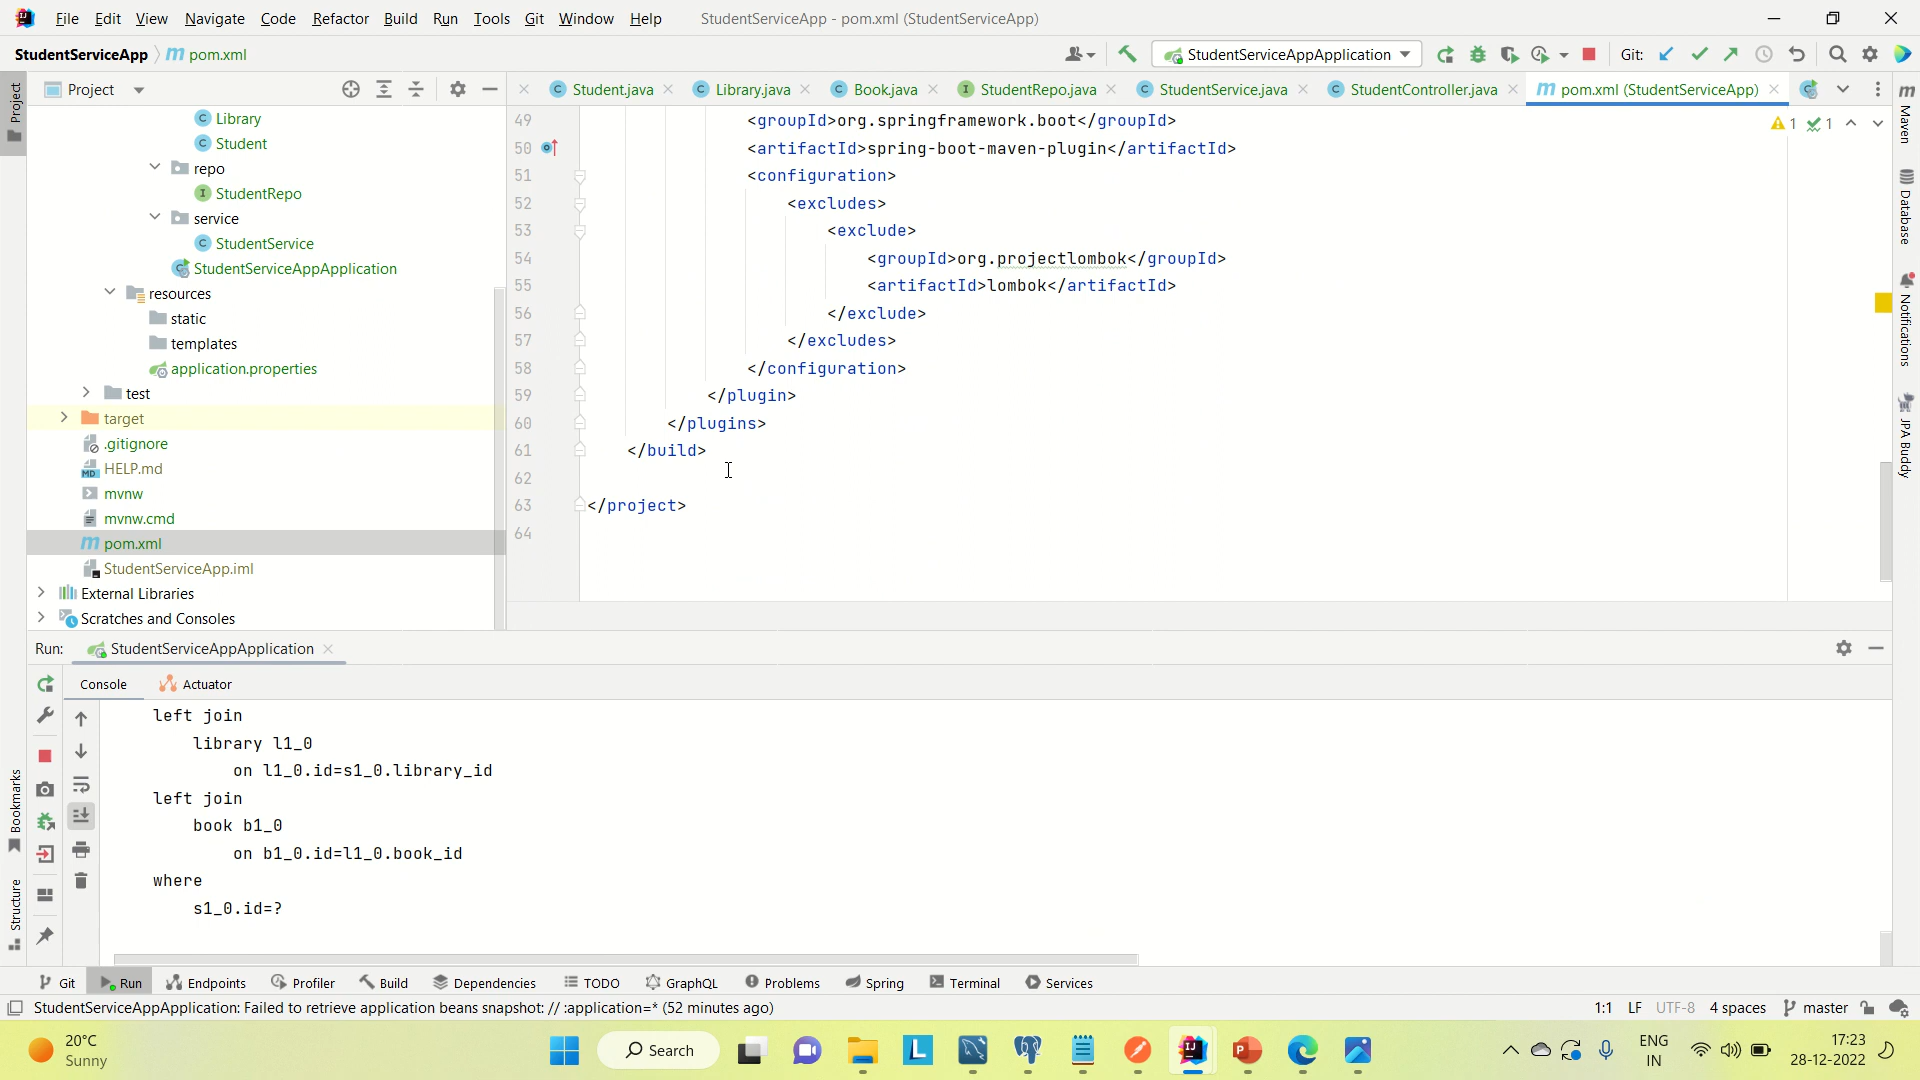 File Edit View Navigate Code Refactor Build Run Tools Git Window Help StudentServiceApp - pom.xml (StudentServiceApp)
StudentServiceApp m pom.xml StudentServiceAppApplication Git:
Project
Student.java Library.java Book.java StudentRepo.java StudentService.java StudentController.java m pom.xml (StudentServiceApp)
Library
Student
repo
StudentRepo
service
StudentService
StudentServiceAppApplication
resources
static
templates
application.properties
test
target
.gitignore
HELP.md
mvnw
mvnw.cmd
m pom.xml
StudentServiceApp.iml
External Libraries
Scratches and Consoles
49 <groupId>org.springframework.boot</groupId>
50 <artifactId>spring-boot-maven-plugin</artifactId>
51 <configuration>
52 <excludes>
53 <exclude>
54 <groupId>org.projectlombok</groupId>
55 <artifactId>lombok</artifactId>
56 </exclude>
57 </excludes>
58 </configuration>
59 </plugin>
60 </plugins>
61 </build>
62
63 </project>
64
1 1
Project
Bookmarks
Structure
m Maven
Database
Notifications
JPA Buddy
Run: StudentServiceAppApplication
Console Actuator
left join
library l1_0
on l1_0.id=s1_0.library_id
left join
book b1_0
on b1_0.id=l1_0.book_id
where
s1_0.id=?
Git Run Endpoints Profiler Build Dependencies TODO GraphQL Problems Spring Terminal Services
StudentServiceAppApplication: Failed to retrieve application beans snapshot: // :application=* (52 minutes ago) 1:1 LF UTF-8 4 spaces master
20°C
Sunny
Search
ENG
IN
17:23
28-12-2022